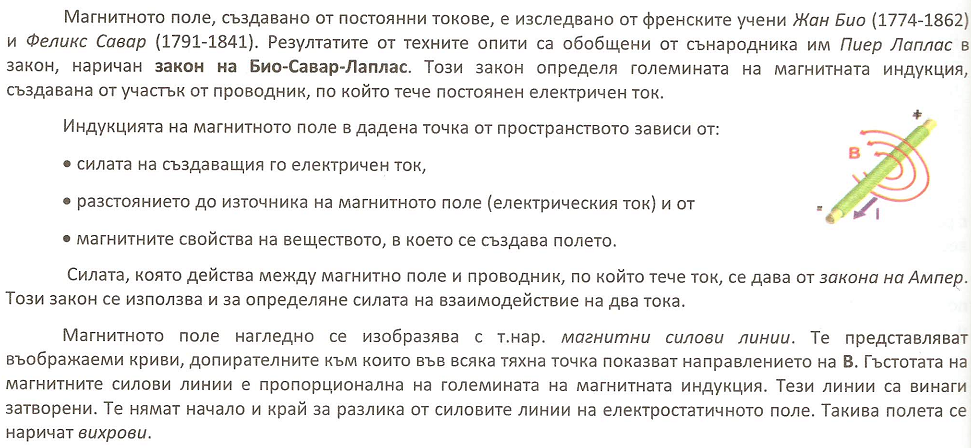 Магнитното поле, създавано от постоянни токове, е изследвано от френските учени Жан Био (1774-1862)
и Феликс Савар (1791-1841). Резултатите от техните опити са обобщени от сънародника им Пиер Лаплас в
закон, наричан закон на Био-Савар-Лаплас. Този закон определя големината на магнитната индукция,
създавана от участък от проводник, по който тече постоянен електричен ток.
Индукцията на магнитното поле в дадена точка от пространството зависи от:
• силата на създаващия го електричен ток,
• разстоянието до източника на магнитното поле (електрическия ток) и от
• магнитните свойства на веществото, в което се създава полето.
+
B
-
I
Силата, която действа между магнитно поле и проводник, по който тече ток, се дава от закона на Ампер.
Този закон се използва и за определяне силата на взаимодействие на два тока.
Магнитното поле нагледно се изобразява с т.нар. магнитни силови линии. Те представляват
въображаеми криви, допирателните към които във всяка тяхна точка показват направлението на B. Гъстотата на
магнитните силови линии е пропорционална на големината на магнитната индукция. Тези линии са винаги
затворени. Те нямат начало и край за разлика от силовите линии на електростатичното поле. Такива полета се
наричат вихрови.